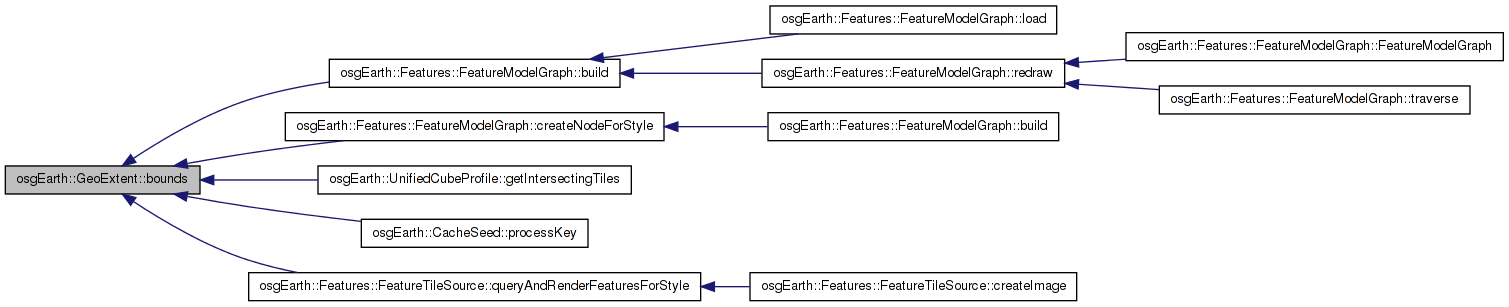 osgEarth::Features::FeatureModelGraph::load
osgEarth::Features::FeatureModelGraph::FeatureModelGraph
osgEarth::Features::FeatureModelGraph::build
osgEarth::Features::FeatureModelGraph::redraw
osgEarth::Features::FeatureModelGraph::traverse
osgEarth::Features::FeatureModelGraph::createNodeForStyle
osgEarth::Features::FeatureModelGraph::build
osgEarth::GeoExtent::bounds
osgEarth::UnifiedCubeProfile::getIntersectingTiles
osgEarth::CacheSeed::processKey
osgEarth::Features::FeatureTileSource::queryAndRenderFeaturesForStyle
osgEarth::Features::FeatureTileSource::createImage